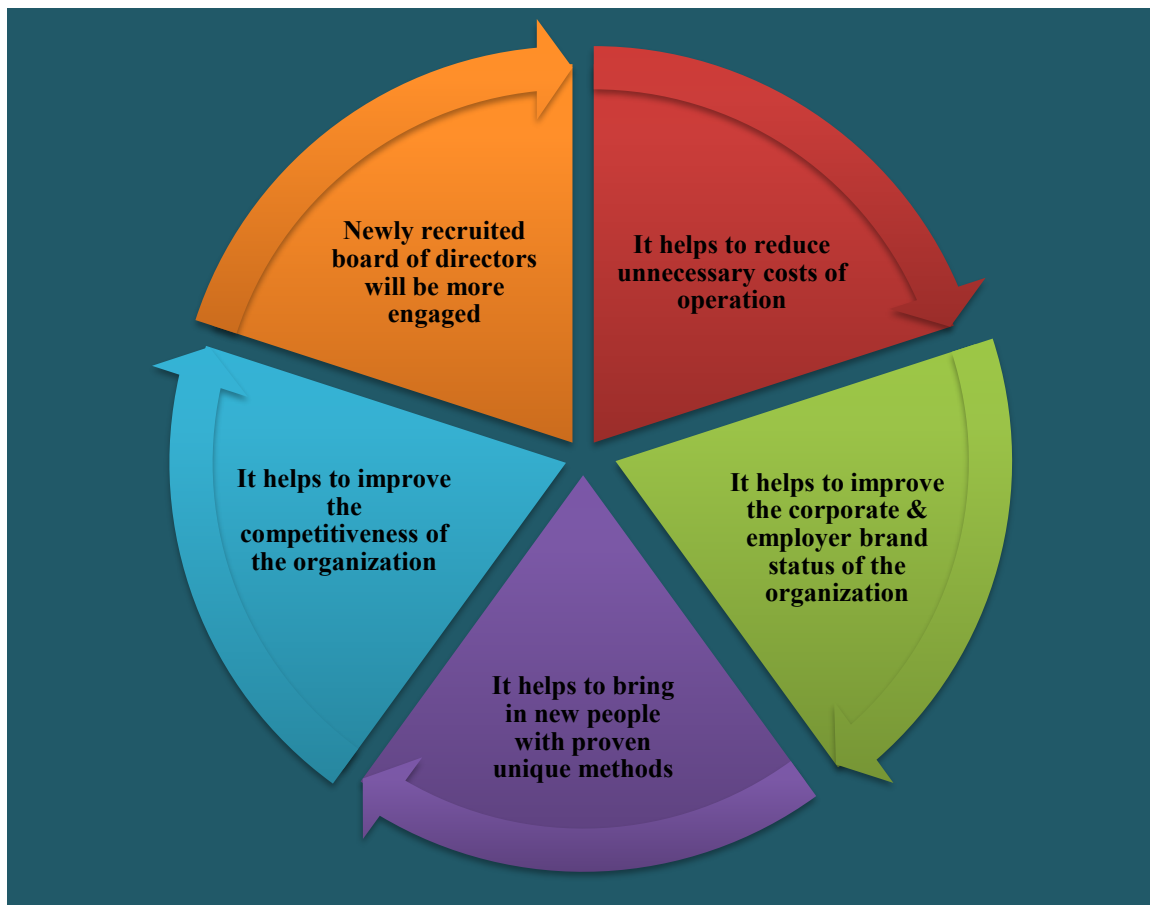 Newly recruited
board of directors
will be more
engaged
It helps to reduce
unnecessary costs of
operation
It helps to improve
the corporate &
employer brand
status of the
organization
It helps to bring
in new people
with proven
unique methods
It helps to improve
the
competitiveness of
the organization